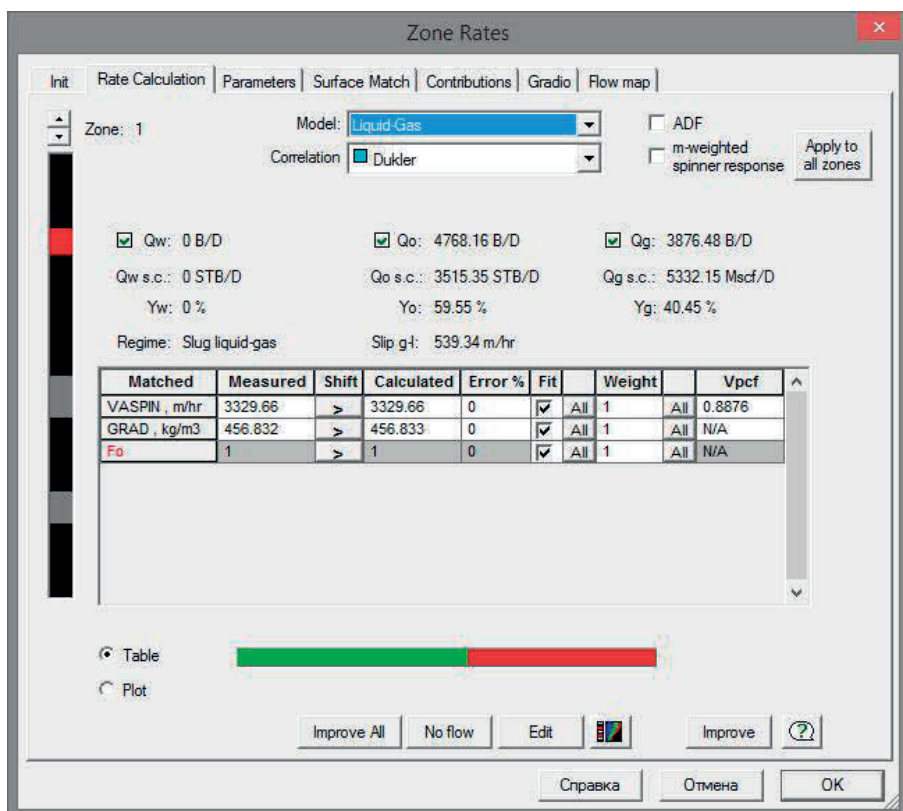 Zone Rates
Init Rate Calculation Parameters Surface Match Contributions Gradio Flow map
Zone: 1 Model: Liquid-Gas ADF
Correlation Dukler m-weighted spinner response Apply to all zones
Qw: 0 B/D Qo: 4768.16 B/D Qg: 3876.48 B/D
Qw s.c.: 0 STB/D Qo s.c.: 3515.35 STB/D Qg s.c.: 5332.15 Mscf/D
Yw: 0 % Yo: 59.55 % Yg: 40.45 %
Regime: Slug liquid-gas Slip g-l: 539.34 m/hr
Matched Measured Shift Calculated Error % Fit Weight Vpcf
VASPIN , m/hr 3329.66 > 3329.66 0 All 1 All 0.8876
GRAD , kg/m3 456.832 > 456.833 0 All 1 All N/A
Fo 1 > 1 0 All 1 All N/A
Table
Plot
Improve All No flow Edit Improve
Справка Отмена OK